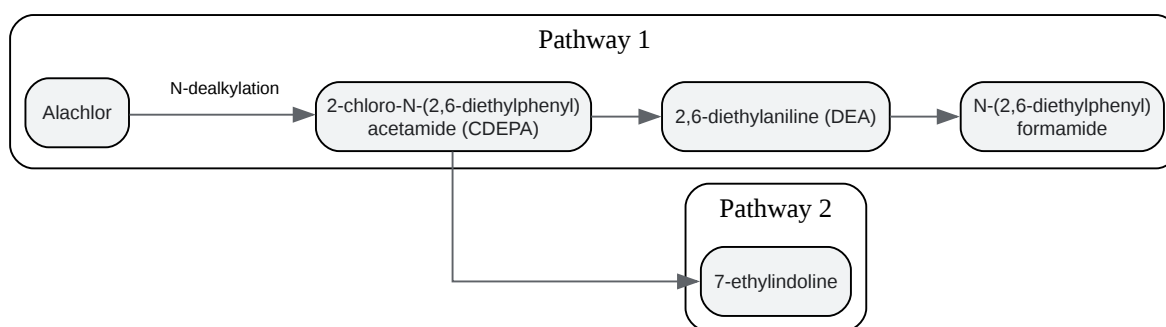 Pathway 1
Alachlor
N-dealkylation
2-chloro-N-(2,6-diethylphenyl)
acetamide (CDEPA)
2,6-diethylaniline (DEA)
N-(2,6-diethylphenyl)
formamide
Pathway 2
7-ethylindoline